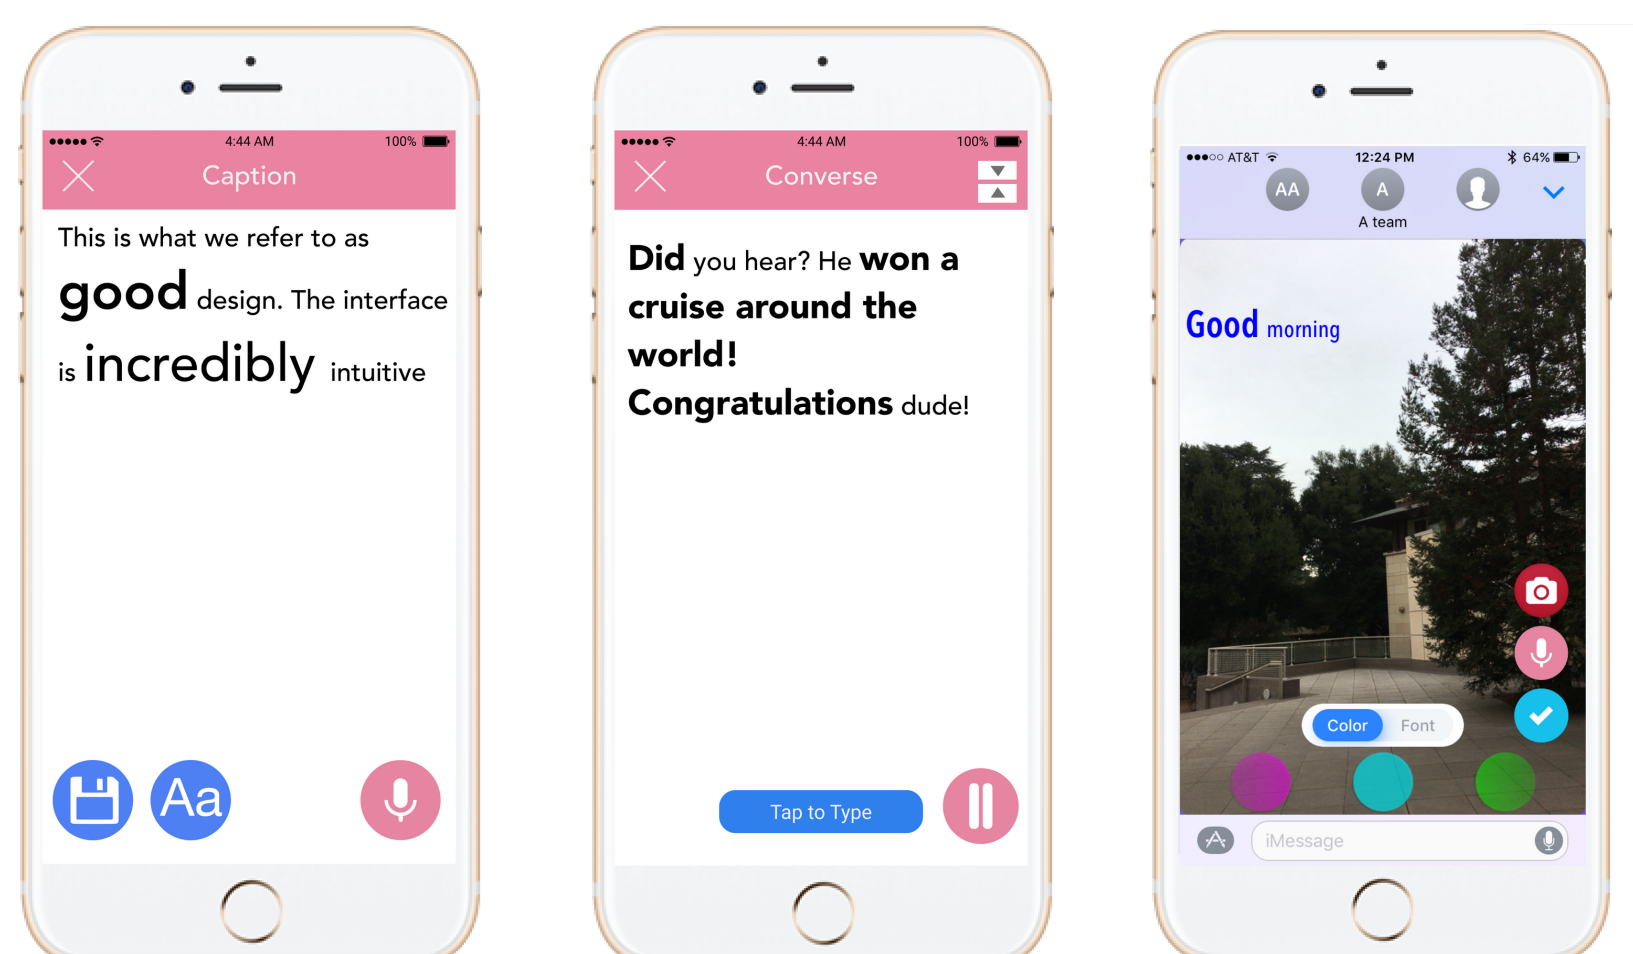 4:44 AM 100%
Caption
This is what we refer to as
good design. The interface
is incredibly intuitive
Aa
4:44 AM 100%
Converse
Did you hear? He won a
cruise around the
world!
Congratulations dude!
Tap to Type
AT&T 12:24 PM 64%
AA A
A team
Good morning
Color Font
iMessage